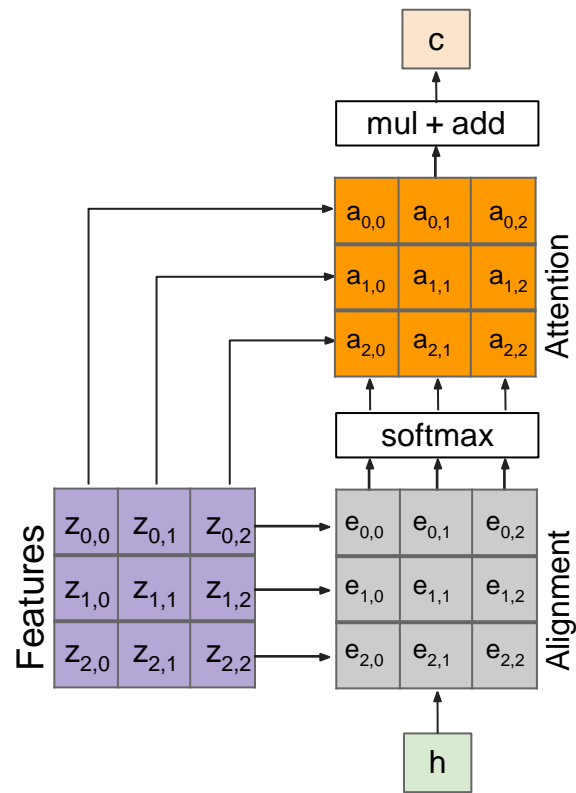 c
mul + add
a0,0 a0,1 a0,2
a1,0 a1,1 a1,2
a2,0 a2,1 a2,2
Attention
softmax
Features
z0,0 z0,1 z0,2
z1,0 z1,1 z1,2
z2,0 z2,1 z2,2
e0,0 e0,1 e0,2
e1,0 e1,1 e1,2
e2,0 e2,1 e2,2
Alignment
h